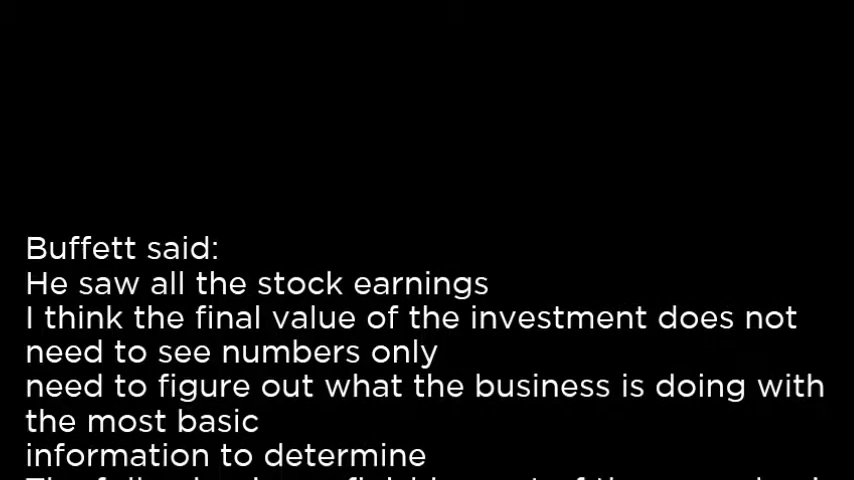 Buffett said:
He saw all the stock earnings
I think the final value of the investment does not
need to see numbers only
need to figure out what the business is doing with
the most basic
information to determine